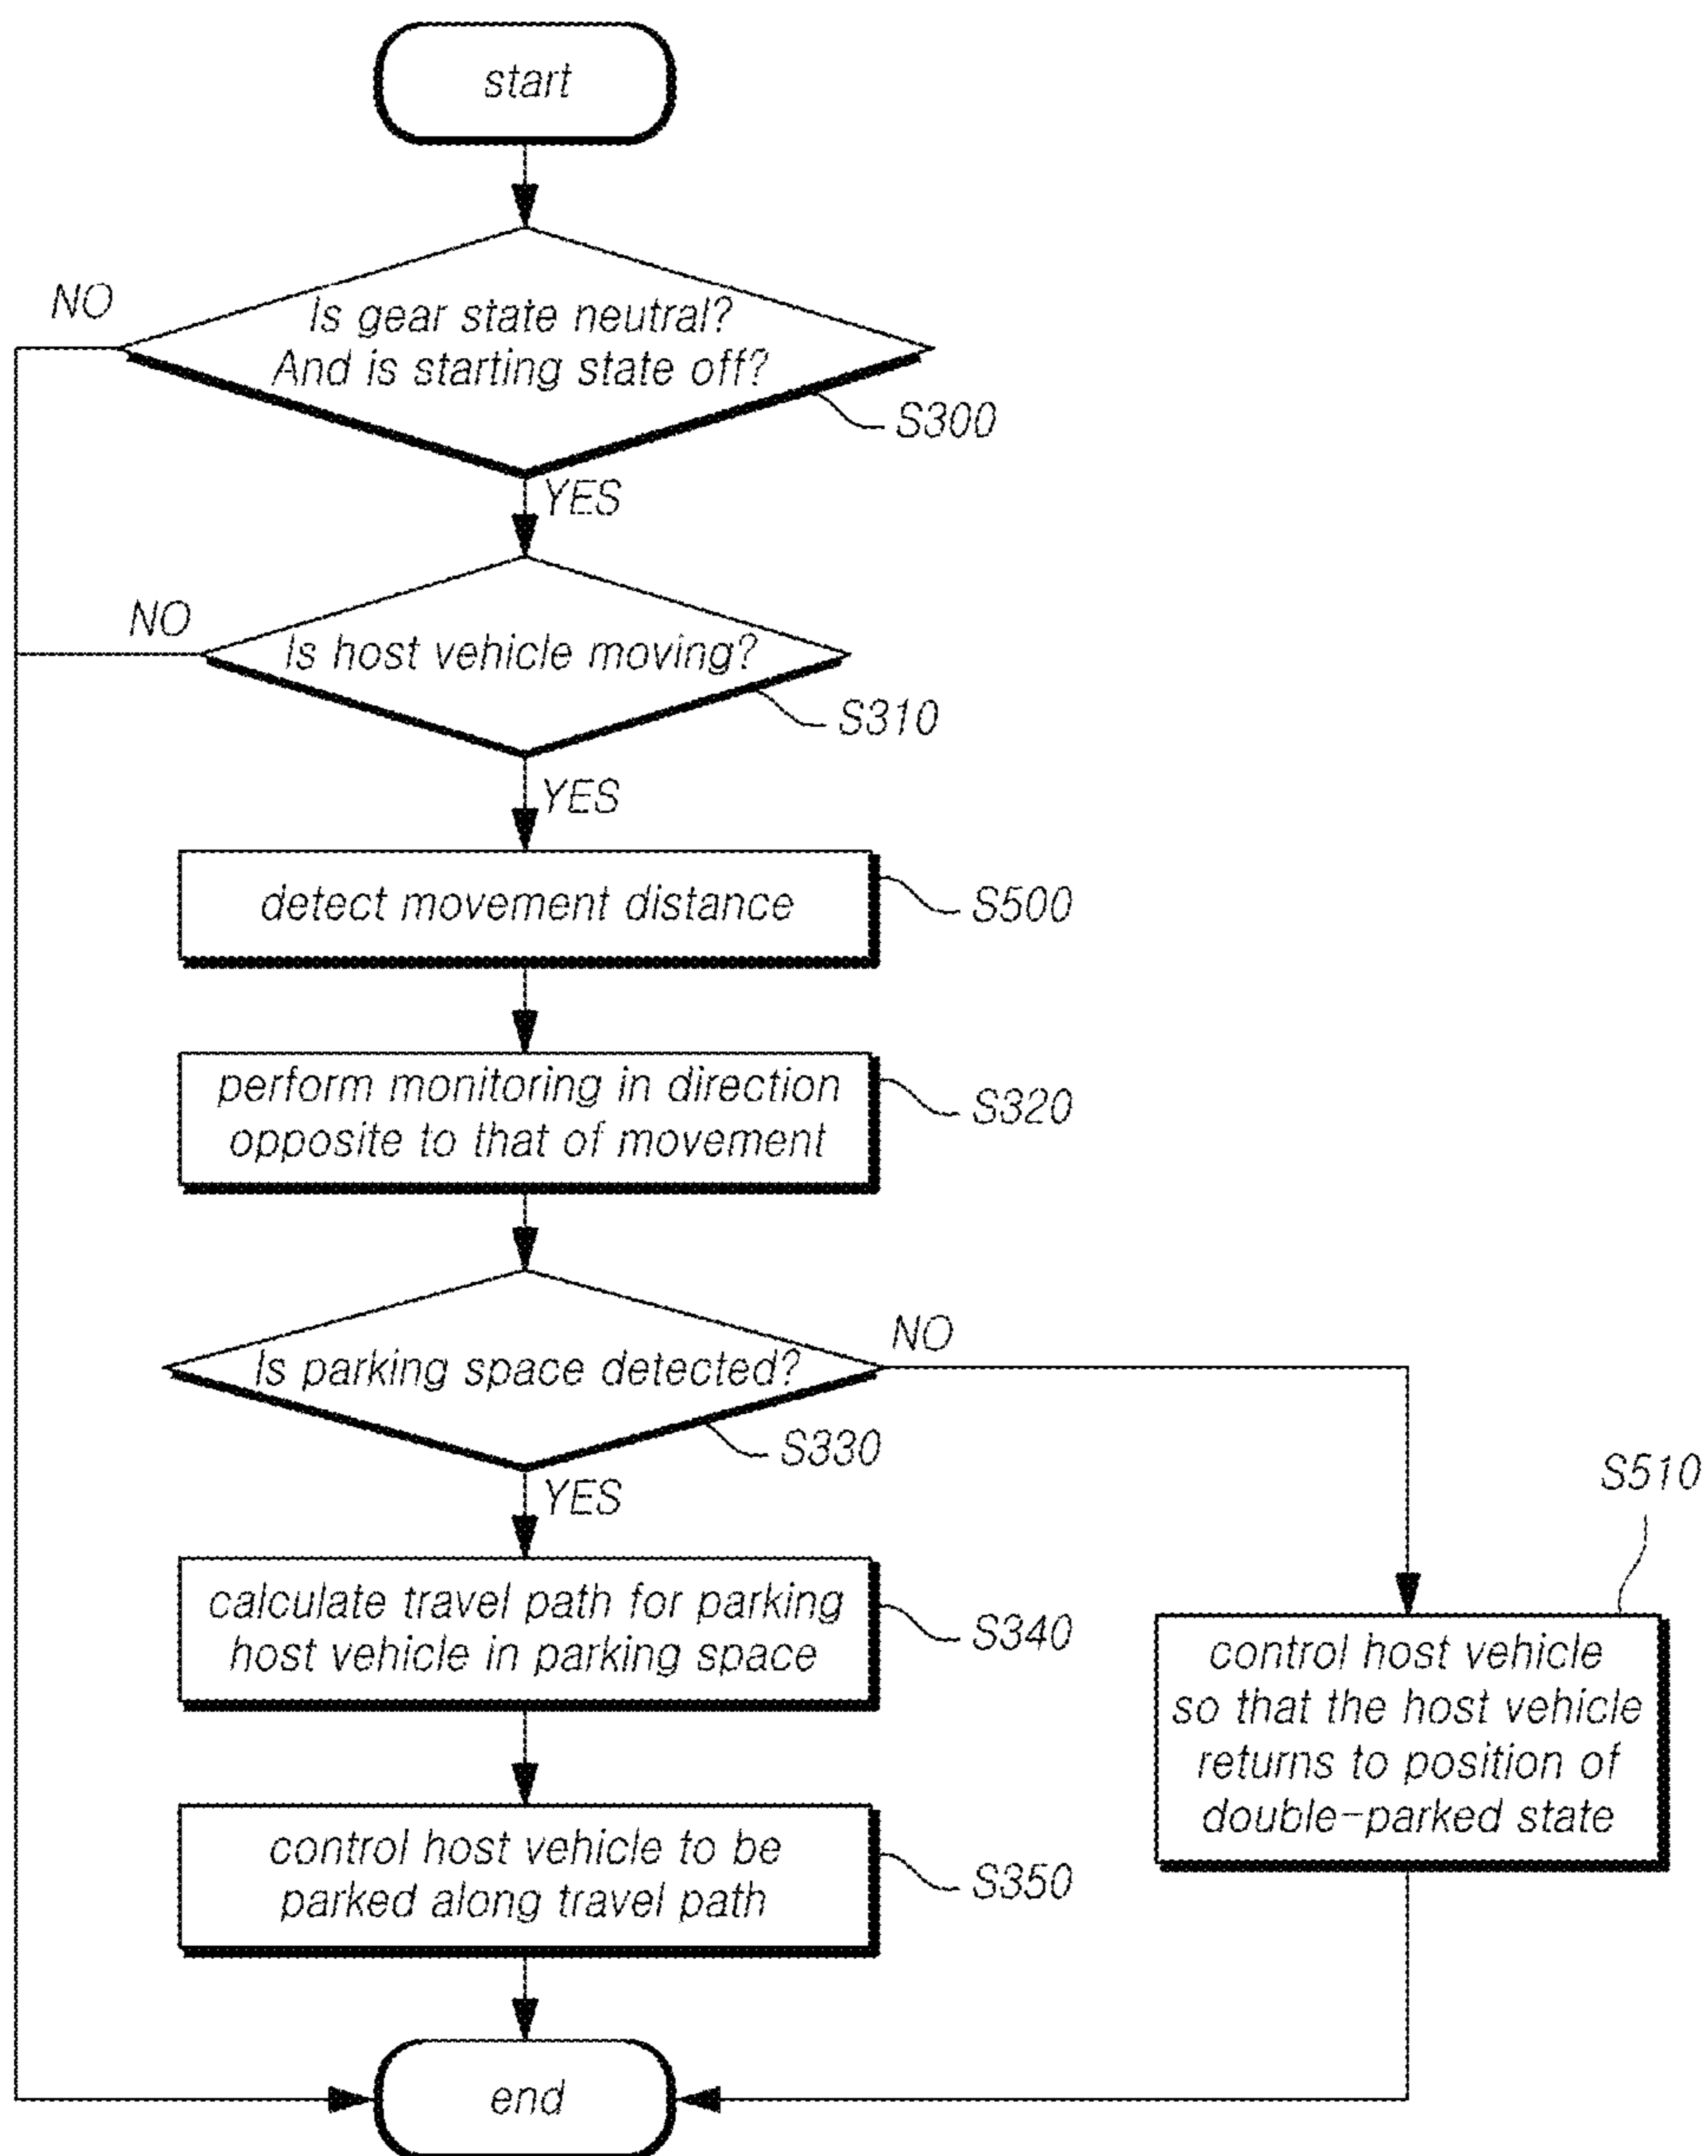 start
NO
Is gear state neutral?
And is starting state off?
S300
YES
NO
Is host vehicle moving?
S310
YES
detect movement distance
S500
perform monitoring in direction
opposite to that of movement
S320
NO
Is parking space detected?
S330
YES
S510
calculate travel path for parking
host vehicle in parking space
S340
control host vehicle
so that the host vehicle
returns to position of
double-parked state
control host vehicle to be
parked along travel path
S350
end